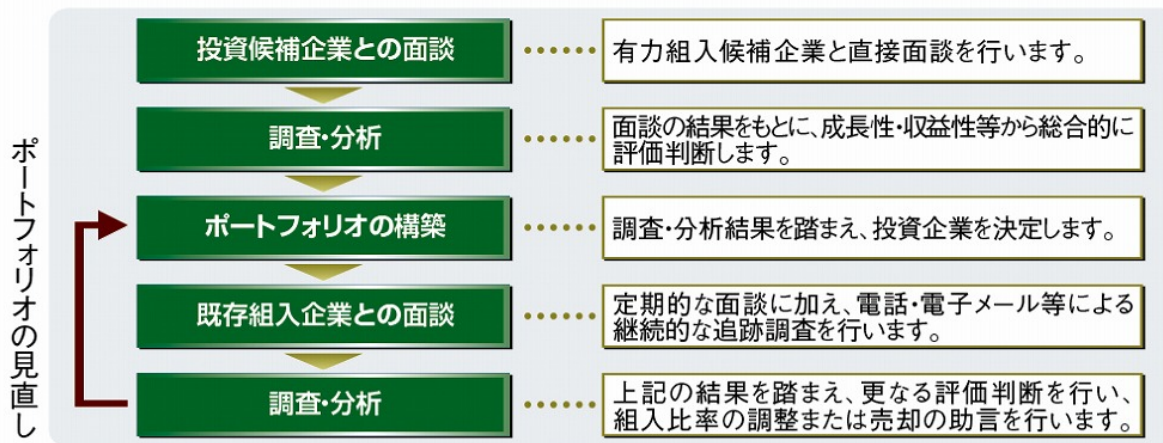 投資候補企業との面談
有力組入候補企業と直接面談を行います。
調査・分析
面談の結果をもとに、成長性・収益性等から総合的に
評価判断します。
ポートフォリオの構築
調査・分析結果を踏まえ、投資企業を決定します。
既存組入企業との面談
定期的な面談に加え、電話・電子メール等による
継続的な追跡調査を行います。
調査・分析
上記の結果を踏まえ、更なる評価判断を行い、
組入比率の調整または売却の助言を行います。
ポートフォリオの見直し